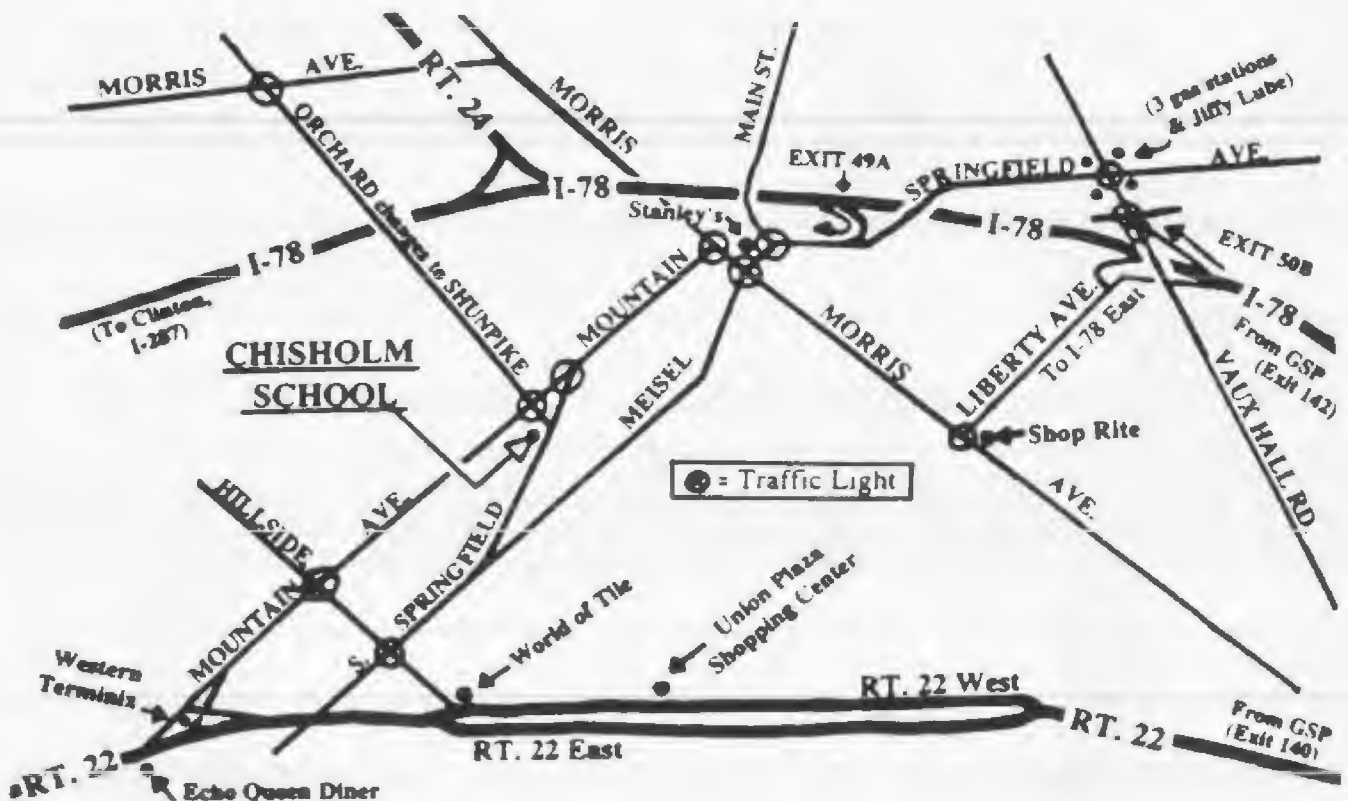 MORRIS AVE.
RT. 24
MORRIS
MAIN ST.
(3 gas stations
& Jiffy Lube)
ORCHARD changes to SHUNPIKE
I-78
EXIT 49A
SPRINGFIELD AVE.
Stanley's
I-78
I-78
EXIT 50B
(To Clinton,
I-287)
MOUNTAIN
LIBERTY AVE.
To I-78 East
I-78
From GSP
(Exit 142)
CHISHOLM
SCHOOL
MORRIS
MEISEL
VAUX HALL RD.
Shop Rite
= Traffic Light
AVE.
HILLSIDE
AVE.
SPRINGFIELD
MOUNTAIN
World of Tile
Union Plaza
Shopping Center
Western
Terminix
S.
RT. 22 West
RT. 22
From GSP
(Exit 140)
RT. 22 East
RT. 22
Echo Queen Diner